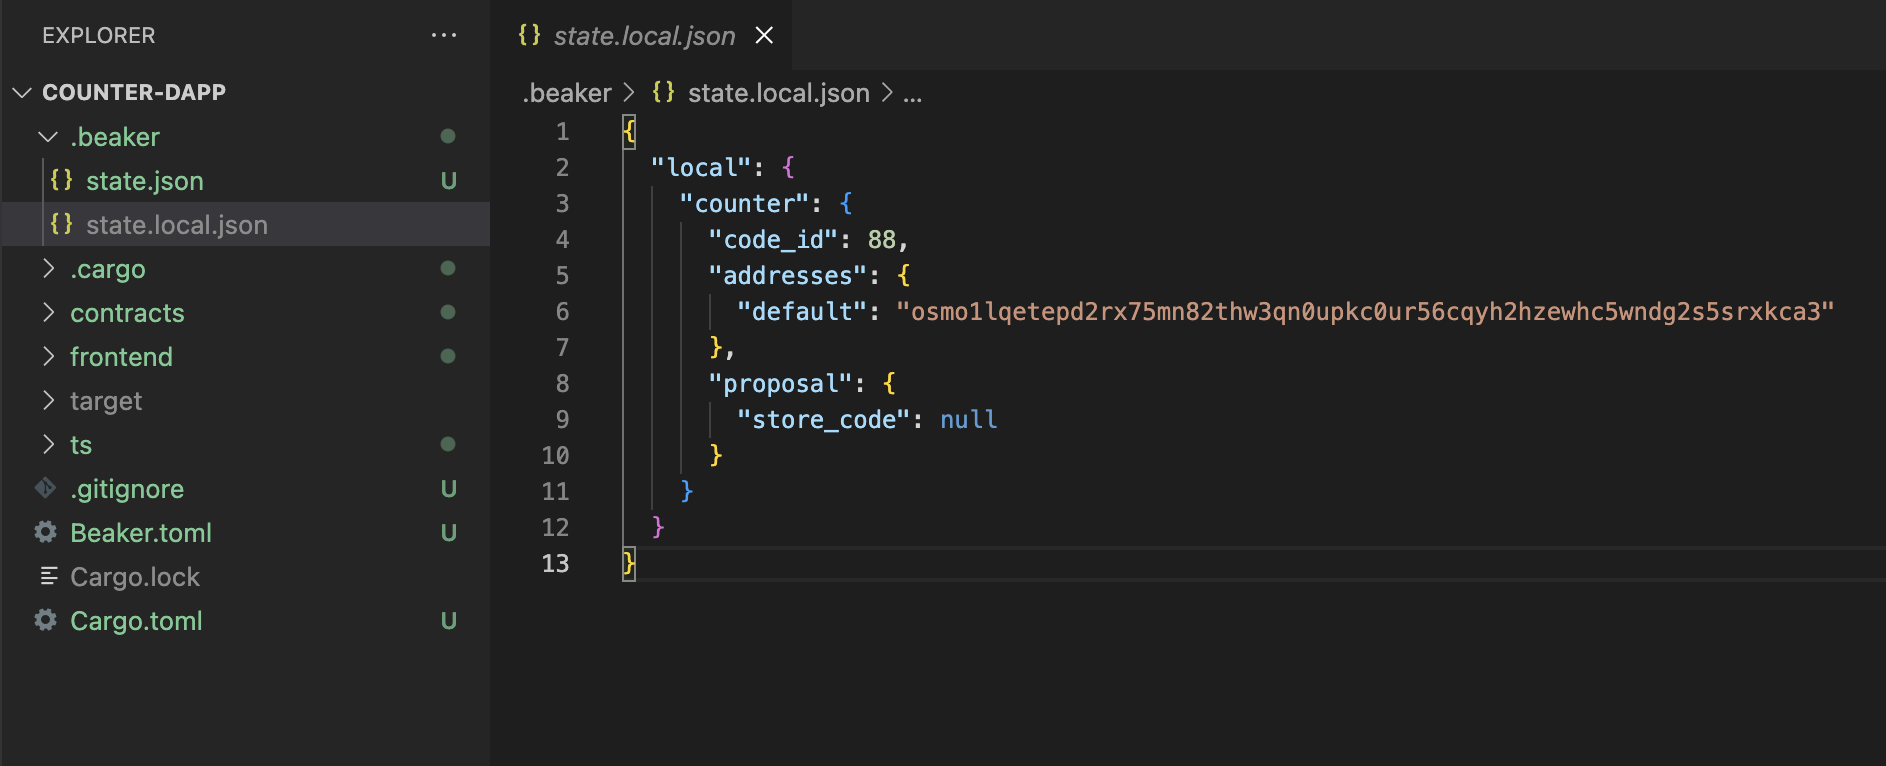 EXPLORER
COUNTER-DAPP
.beaker
{} state.json U
{} state.local.json
.cargo
contracts
frontend
target
ts
.gitignore U
Beaker.toml U
Cargo.lock
Cargo.toml U
{} state.local.json
.beaker > {} state.local.json > ...
1 {
2 "local": {
3 "counter": {
4 "code_id": 88,
5 "addresses": {
6 "default": "osmo1lqetepd2rx75mn82thw3qn0upkc0ur56cqyh2hzewhc5wndg2s5srxkca3"
7 },
8 "proposal": {
9 "store_code": null
10 }
11 }
12 }
13 }